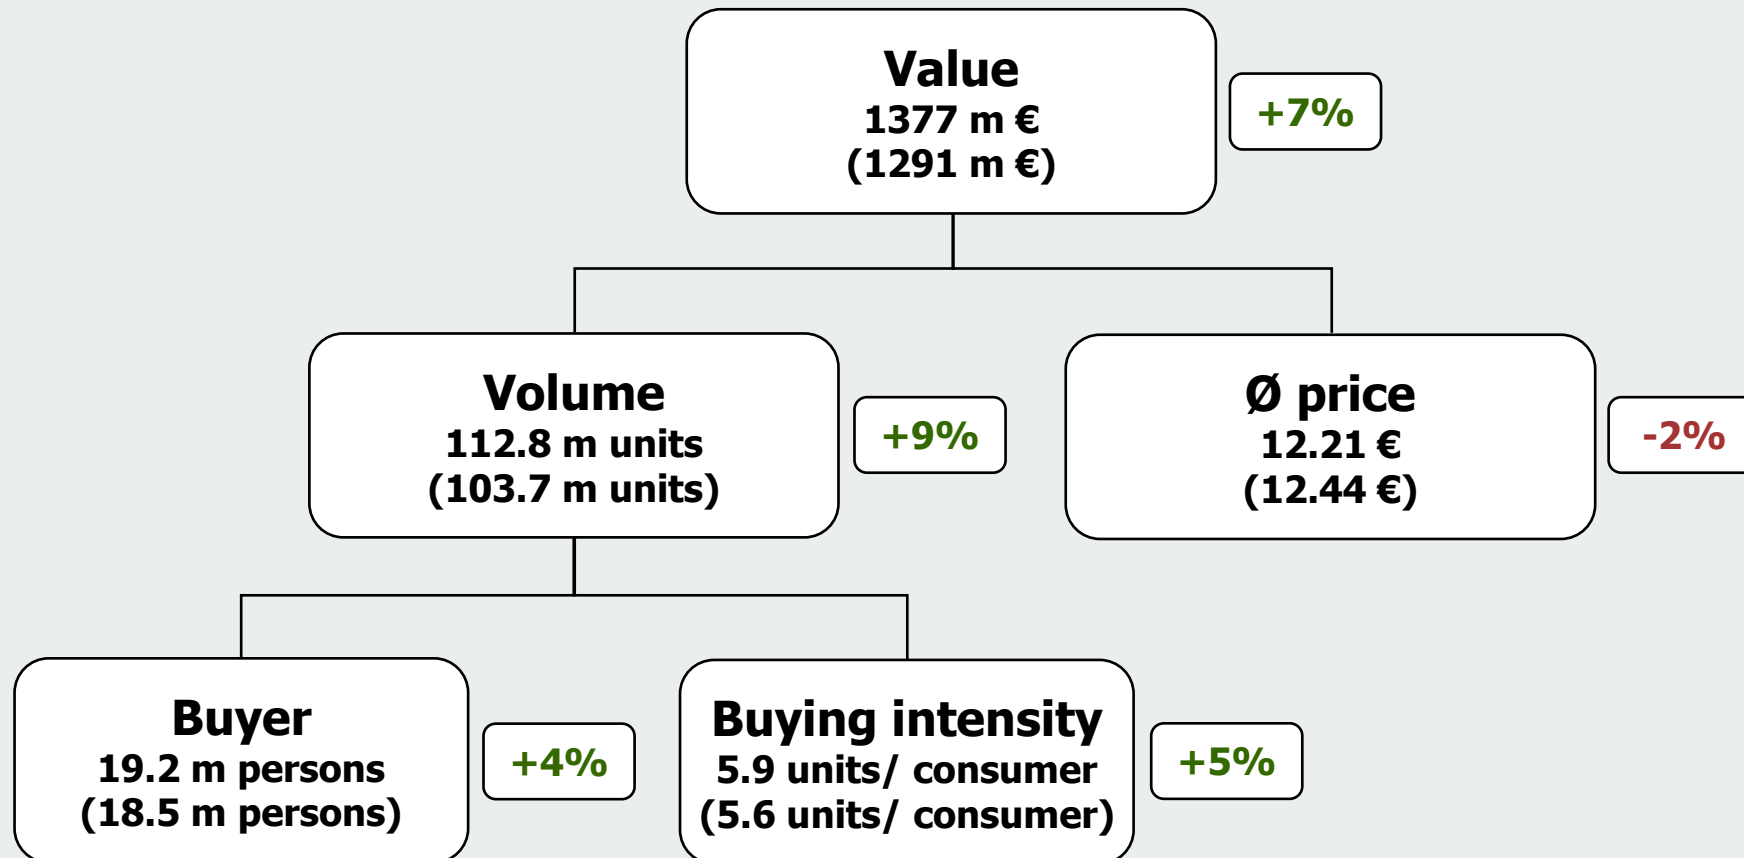 Value
1377 m €
(1291 m €)
+7%
Volume
112.8 m units
(103.7 m units)
+9%
Ø price
12.21 €
(12.44 €)
-2%
Buyer
19.2 m persons
(18.5 m persons)
+4%
Buying intensity
5.9 units/ consumer
(5.6 units/ consumer)
+5%